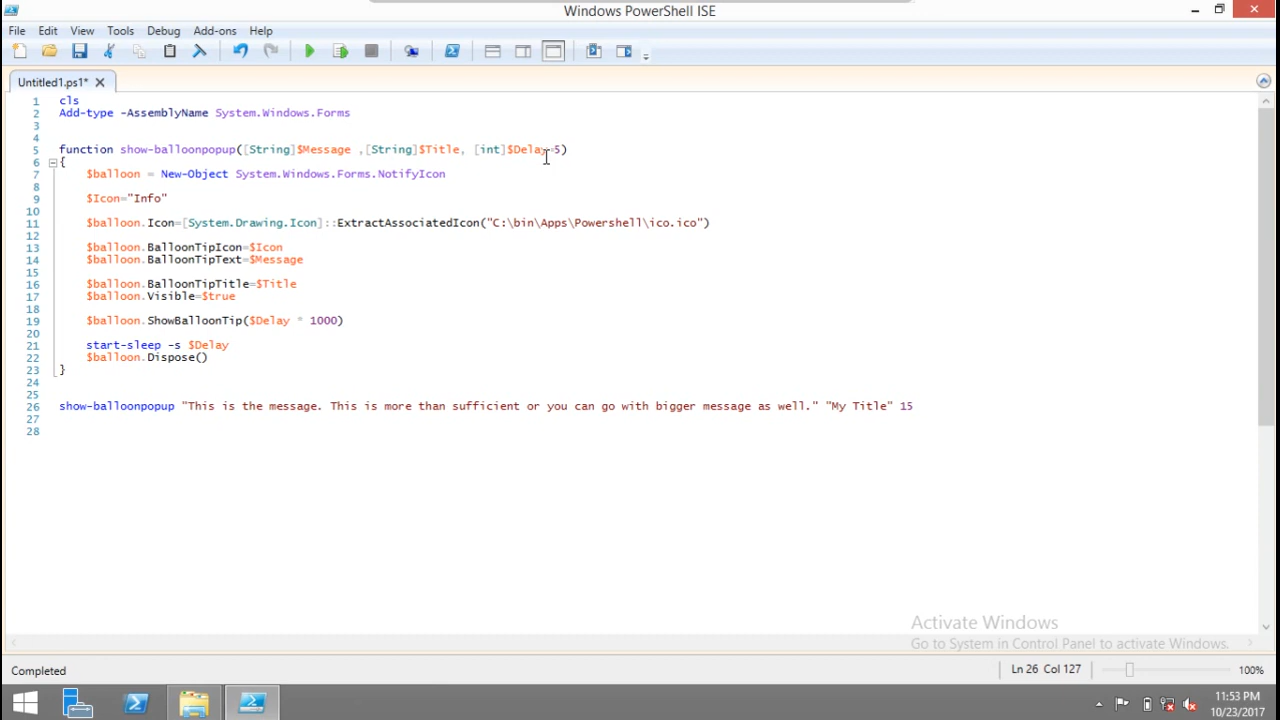 Windows PowerShell ISE
File Edit View Tools Debug Add-ons Help
Untitled1.ps1*
1 cls
2 Add-type -AssemblyName System.Windows.Forms
3
4
5 function show-balloonpopup([String]$Message ,[String]$Title, [int]$Delay=5)
6 {
7 $balloon = New-Object System.Windows.Forms.NotifyIcon
8
9 $Icon="Info"
10
11 $balloon.Icon=[System.Drawing.Icon]::ExtractAssociatedIcon("C:\bin\Apps\Powershell\ico.ico")
12
13 $balloon.BalloonTipIcon=$Icon
14 $balloon.BalloonTipText=$Message
15
16 $balloon.BalloonTipTitle=$Title
17 $balloon.Visible=$true
18
19 $balloon.ShowBalloonTip($Delay * 1000)
20
21 start-sleep -s $Delay
22 $balloon.Dispose()
23 }
24
25
26 show-balloonpopup "This is the message. This is more than sufficient or you can go with bigger message as well." "My Title" 15
27
28
Activate Windows
Go to System in Control Panel to activate Windows.
Completed Ln 26 Col 127 100%
11:53 PM
10/23/2017